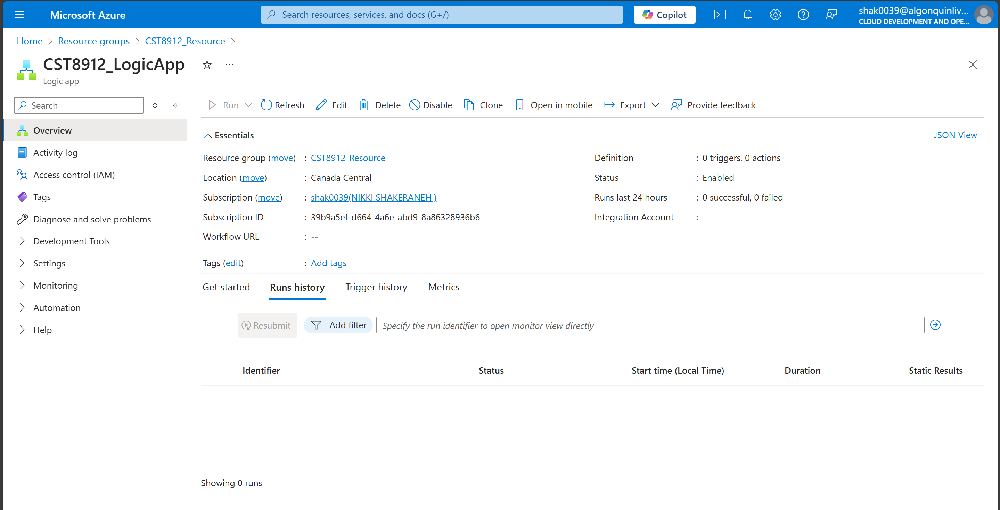 Microsoft Azure
Search resources, services, and docs (G+/)
Copilot
shak0039@algonquinliv...
CLOUD DEVELOPMENT AND OPE...
Home > Resource groups > CST8912_Resource >
CST8912_LogicApp
Logic app
Search
Run
Refresh
Edit
Delete
Disable
Clone
Open in mobile
Export
Provide feedback
Overview
Activity log
Access control (IAM)
Tags
Diagnose and solve problems
Development Tools
Settings
Monitoring
Automation
Help
Essentials
JSON View
Resource group (move) : CST8912_Resource
Location (move) : Canada Central
Subscription (move) : shak0039(NIKKI SHAKERANEH )
Subscription ID : 39b9a5ef-d664-4a6e-abd9-8a86328936b6
Workflow URL : --
Definition : 0 triggers, 0 actions
Status : Enabled
Runs last 24 hours : 0 successful, 0 failed
Integration Account : --
Tags (edit) : Add tags
Get started
Runs history
Trigger history
Metrics
Resubmit
Add filter
Specify the run identifier to open monitor view directly
Identifier
Status
Start time (Local Time)
Duration
Static Results
Showing 0 runs